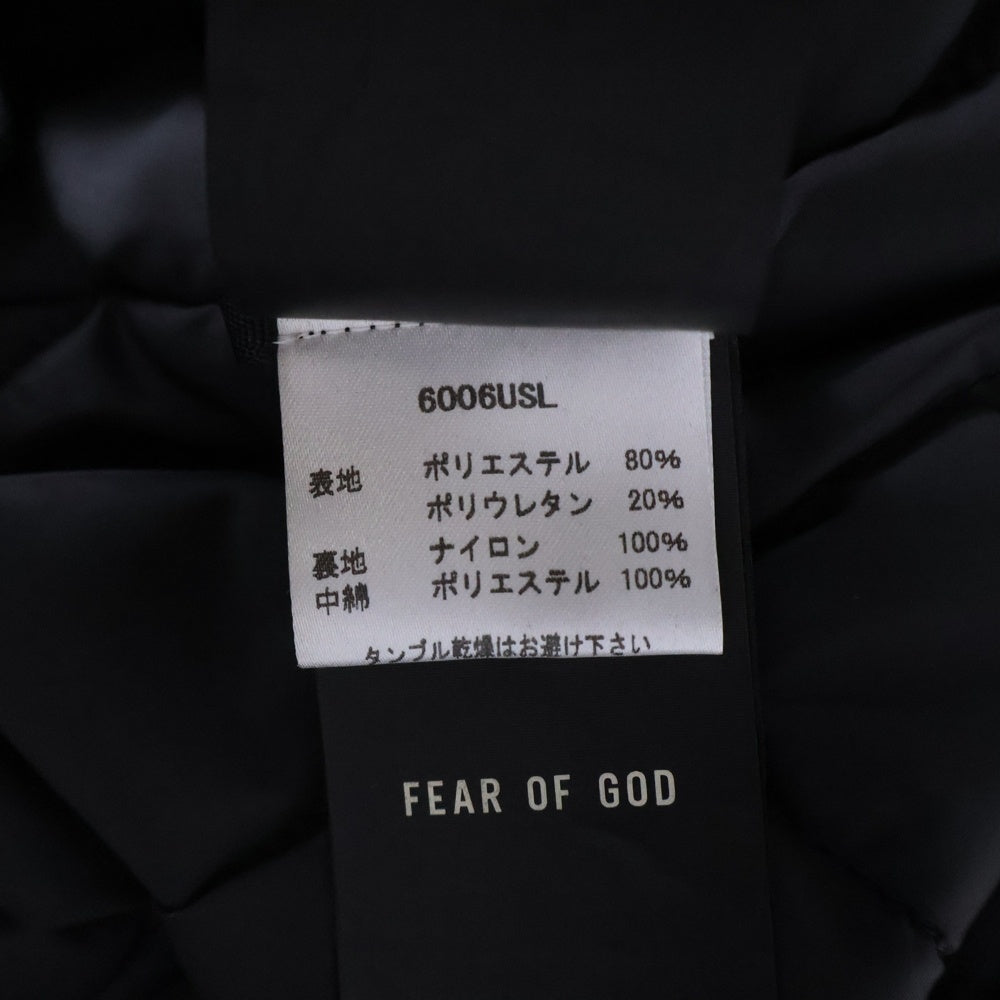 6006USL
表地 ポリエステル 80%
ポリウレタン 20%
裏地 ナイロン 100%
中綿 ポリエステル 100%
タンブル乾燥はお避け下さい
FEAR OF GOD